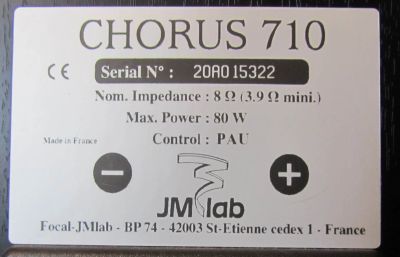 CHORUS 710
CE Serial N° : 20A015322
Nom. Impedance : 8 Ω (3.9 Ω mini.)
Max. Power : 80 W
Made in France
Control : PAU
− +
JMlab
Focal-JMlab - BP 74 - 42003 St-Etienne cedex 1 - France